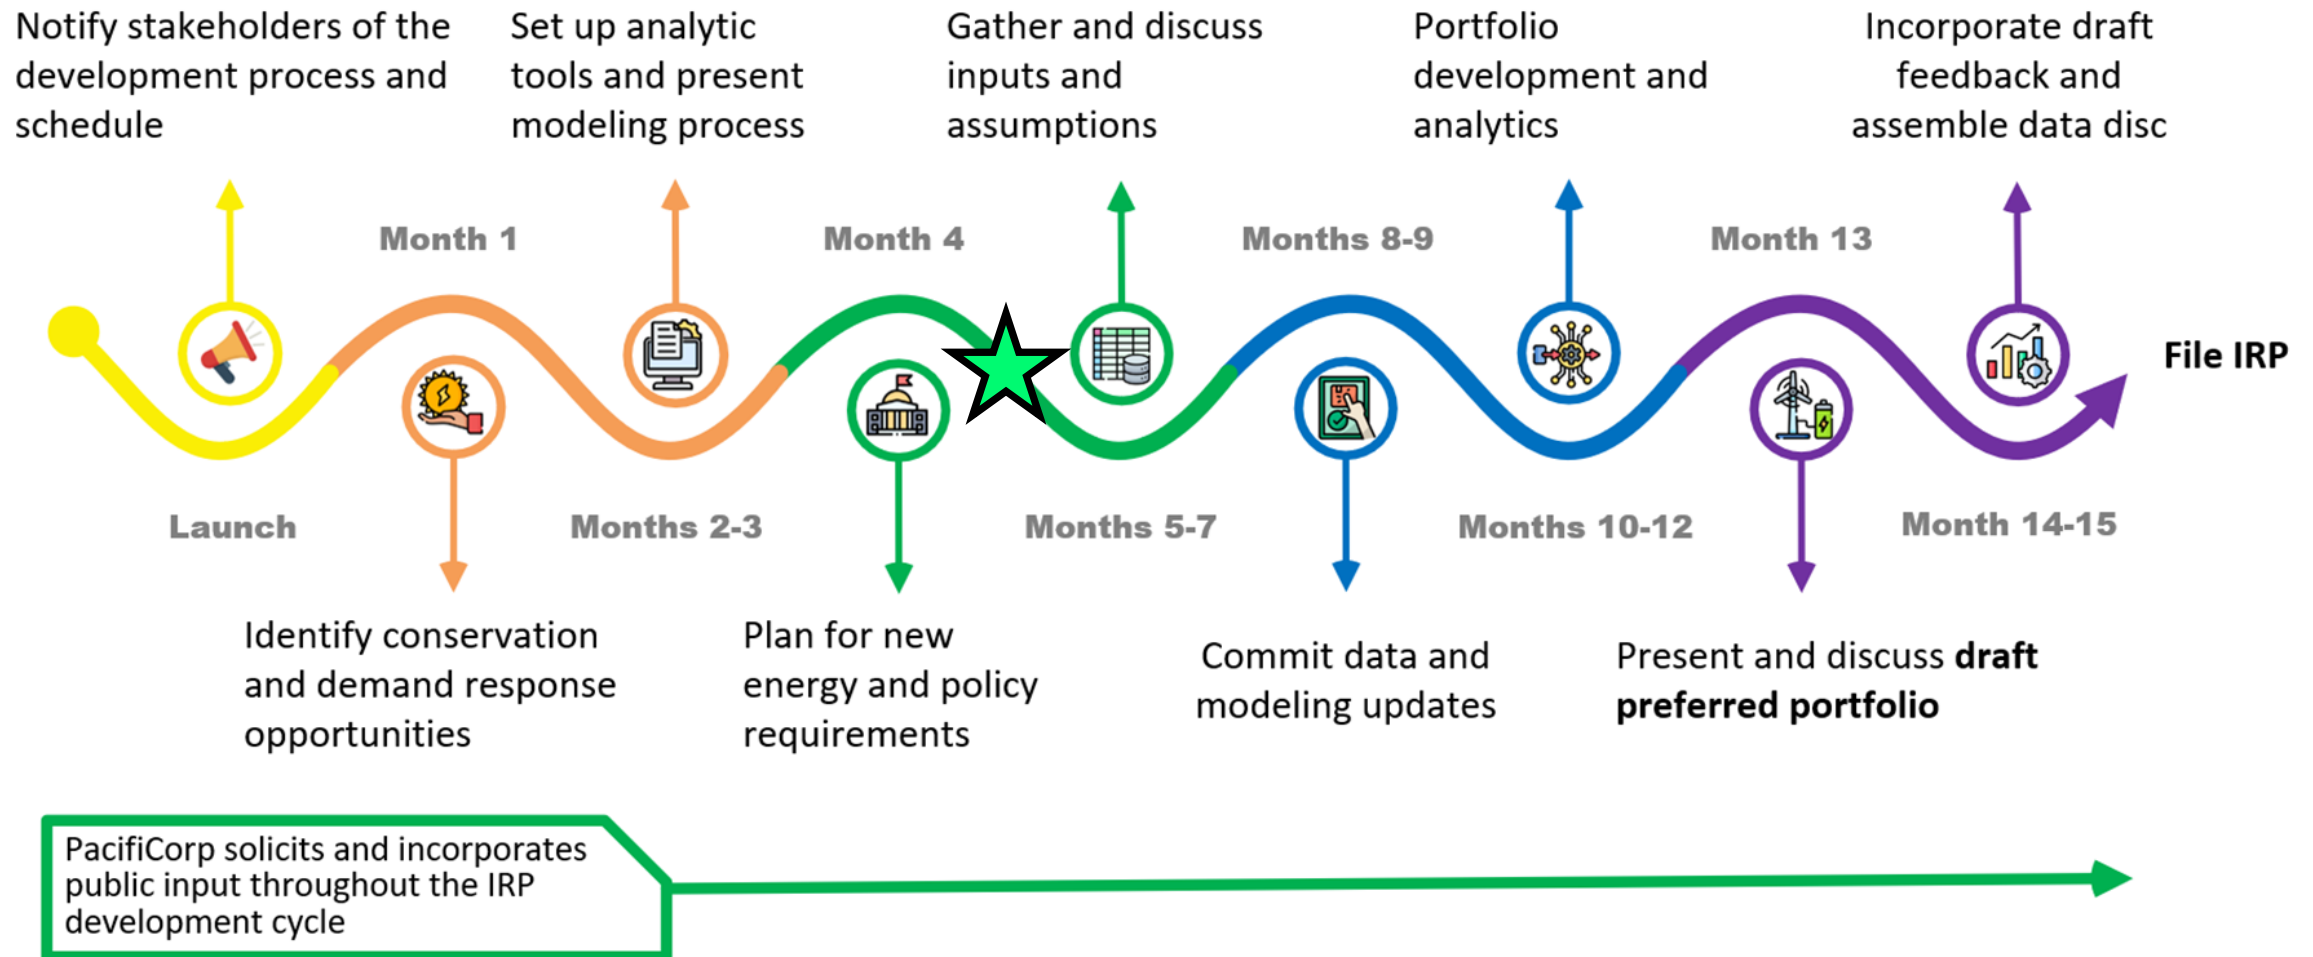 Notify stakeholders of the
development process and
schedule
Set up analytic
tools and present
modeling process
Gather and discuss
inputs and
assumptions
Portfolio
development and
analytics
Incorporate draft
feedback and
assemble data disc
Month 1
Month 4
Months 8-9
Month 13
File IRP
Launch
Months 2-3
Months 5-7
Months 10-12
Month 14-15
Identify conservation
and demand response
opportunities
Plan for new
energy and policy
requirements
Commit data and
modeling updates
Present and discuss draft
preferred portfolio
PacifiCorp solicits and incorporates
public input throughout the IRP
development cycle